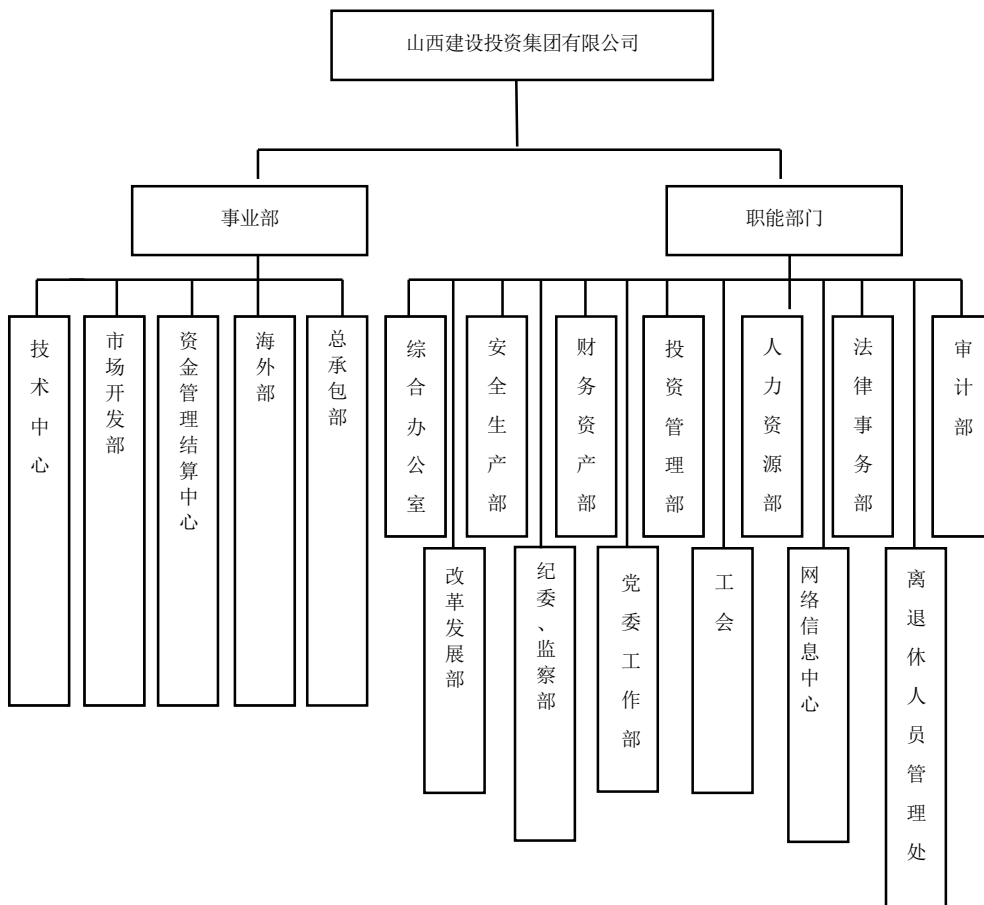 山西建设投资集团有限公司
事业部
职能部门
技术中心
市场开发部
资金管理结算中心
海外部
总承包部
综合办公室
安全生产部
财务资产部
投资管理部
人力资源部
法律事务部
审计部
改革发展部
纪委、监察部
党委工作部
工会
网络信息中心
离退休人员管理处